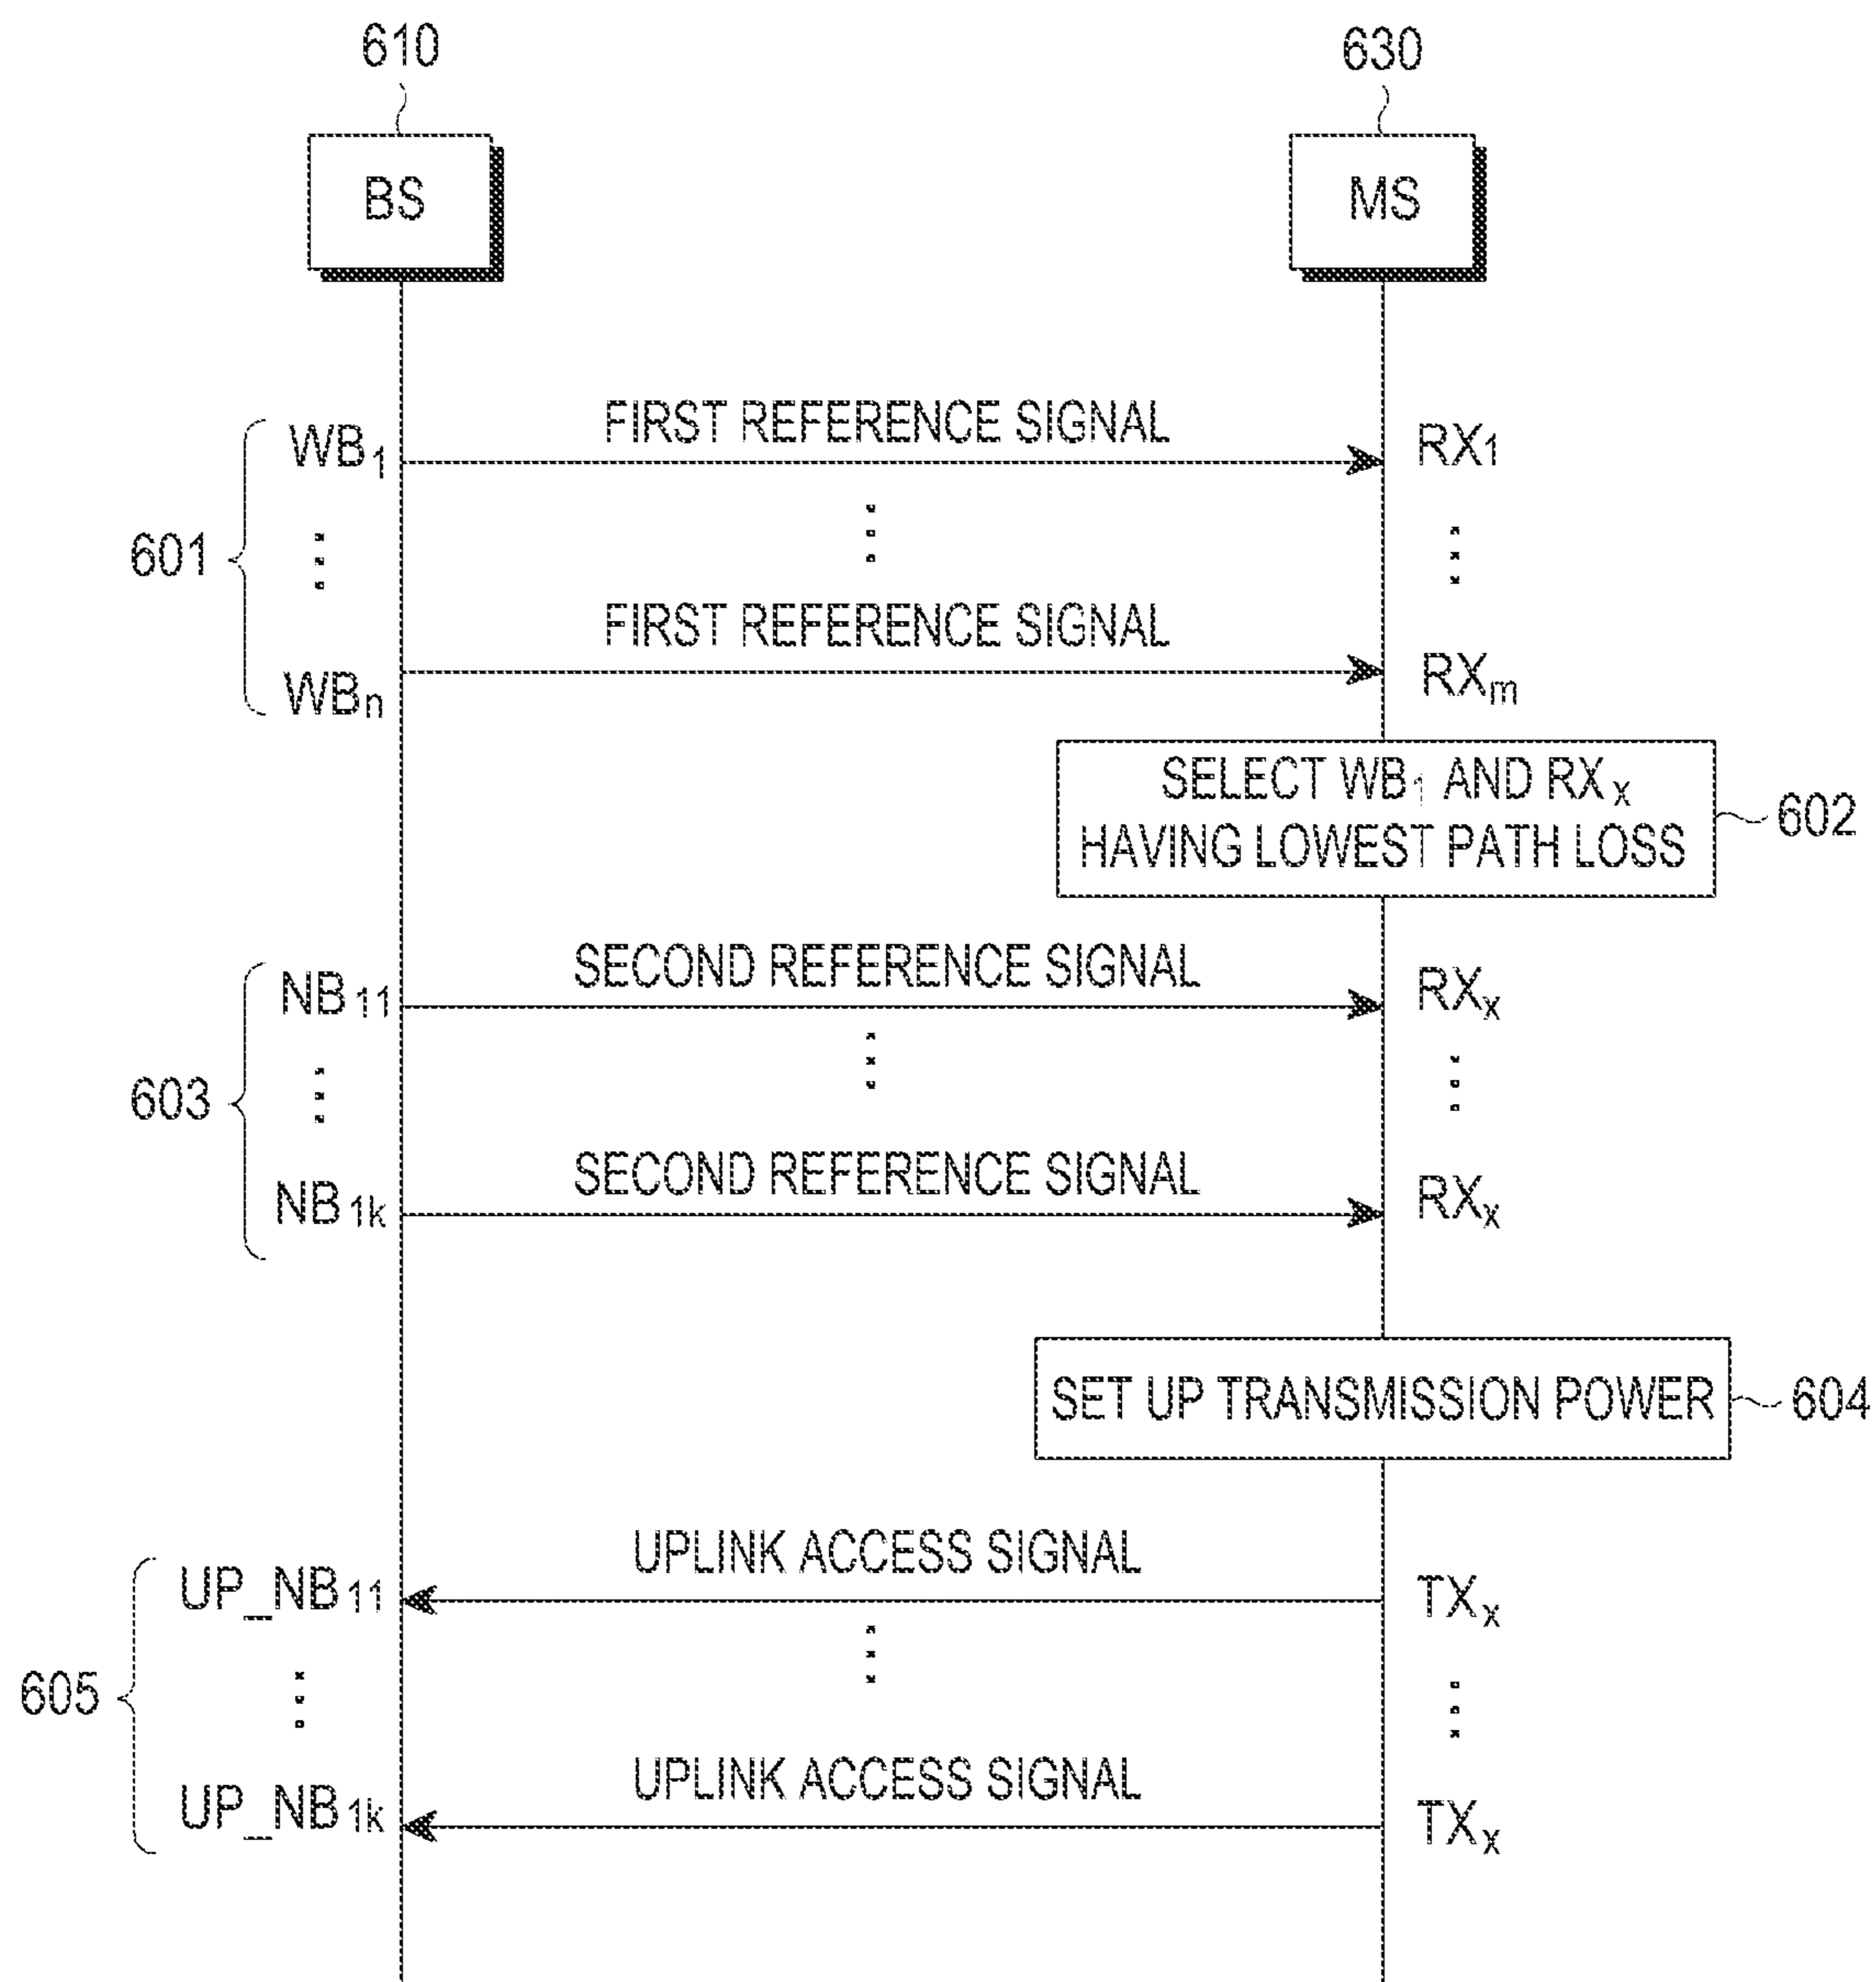 610
630
BS
MS
FIRST REFERENCE SIGNAL
WB1
RX1
601
FIRST REFERENCE SIGNAL
WBn
RXm
SELECT WB1 AND RXx
HAVING LOWEST PATH LOSS
602
SECOND REFERENCE SIGNAL
NB11
RXx
603
SECOND REFERENCE SIGNAL
NB1k
RXx
SET UP TRANSMISSION POWER
604
UPLINK ACCESS SIGNAL
UP_NB11
TXx
605
UPLINK ACCESS SIGNAL
UP_NB1k
TXx